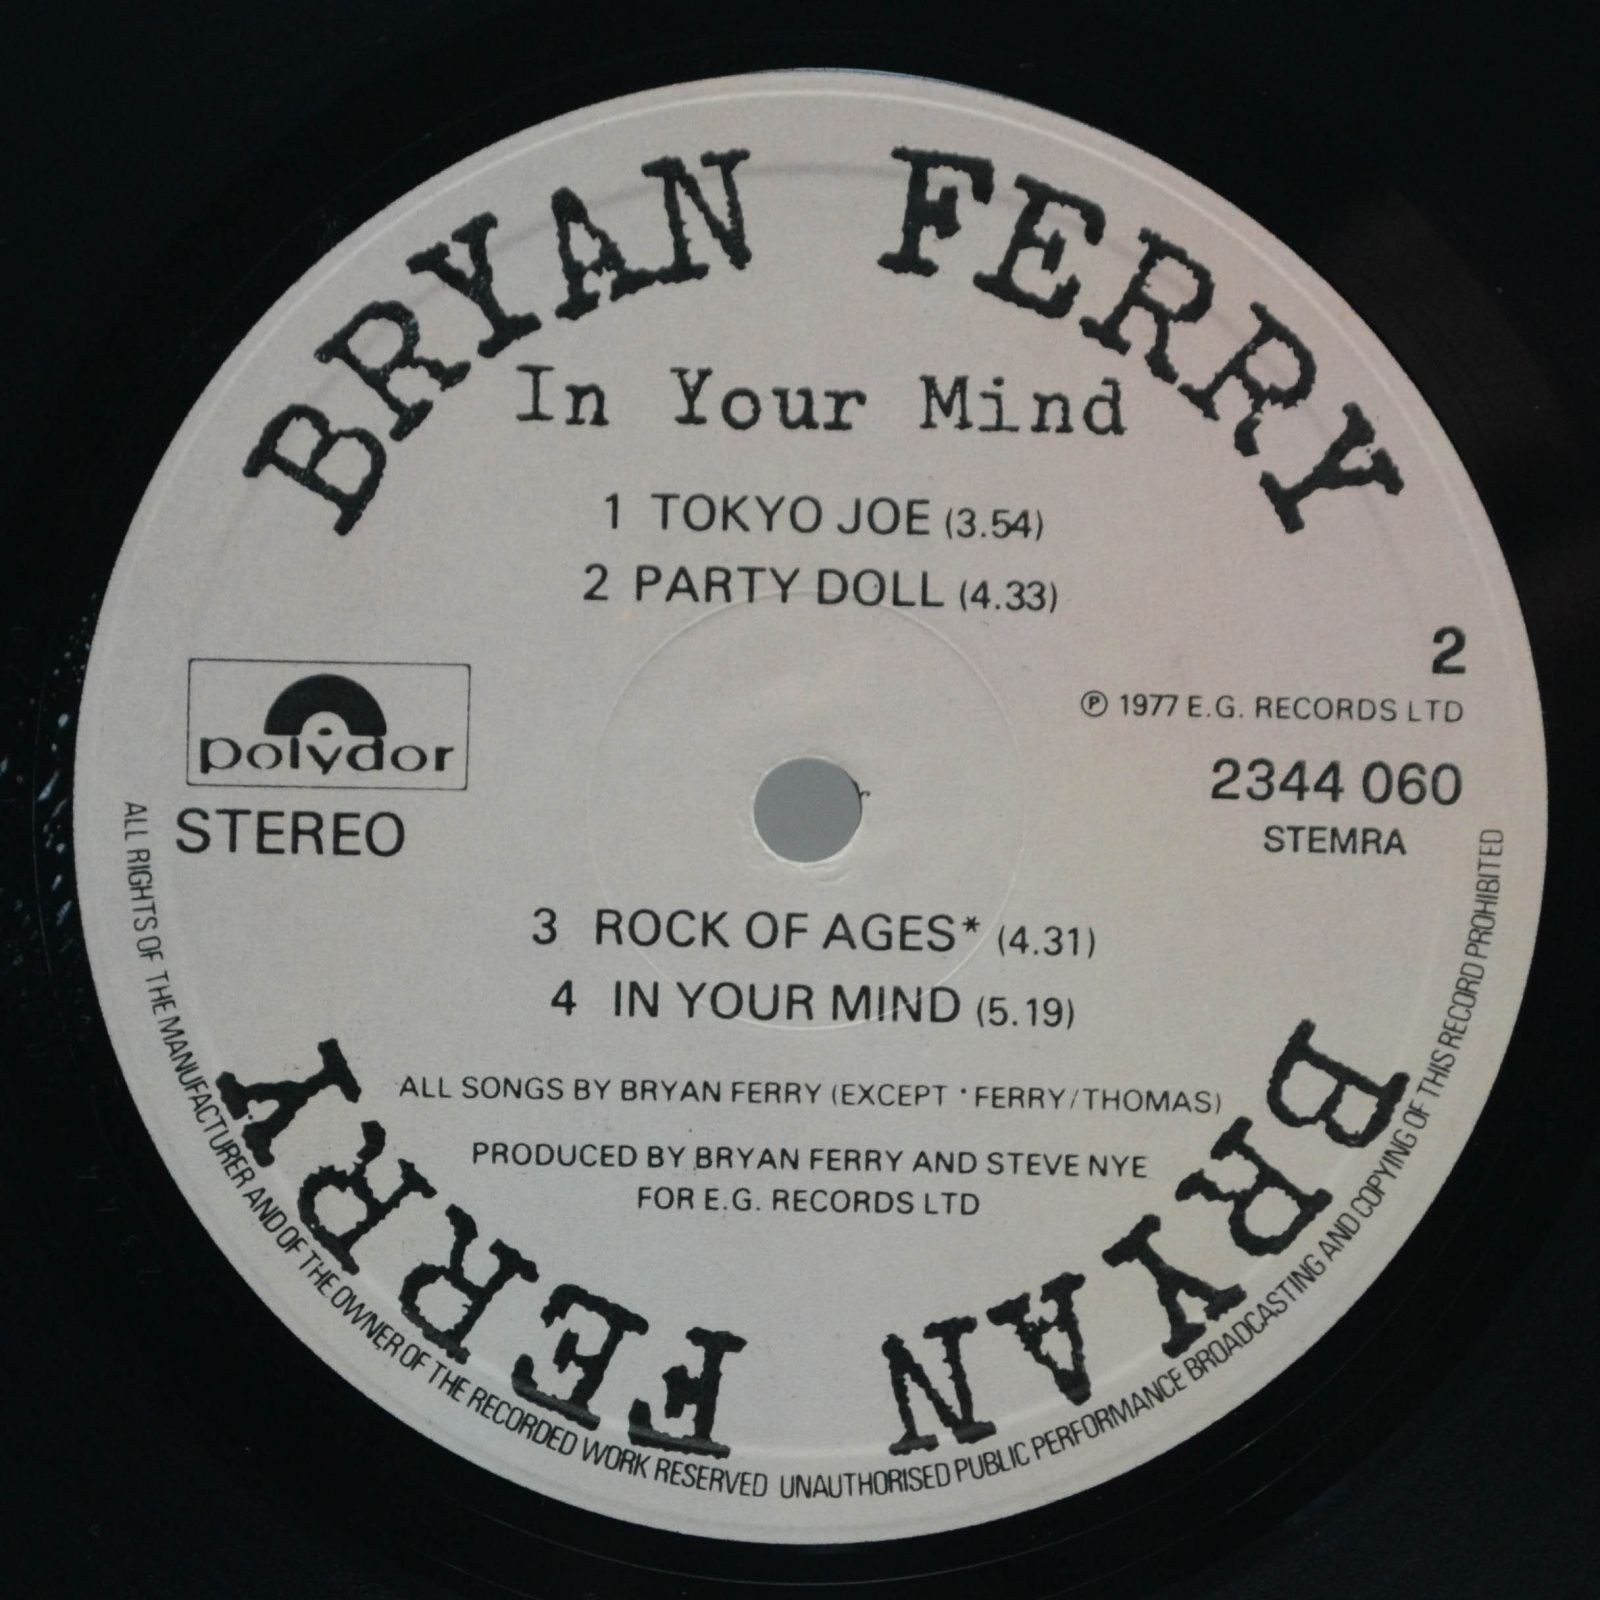 BRYAN FERRY
In Your Mind
1 TOKYO JOE (3.54)
2 PARTY DOLL (4.33)
2
Ⓟ 1977 E.G. RECORDS LTD
polydor
2344 060
STEREO
STEMRA
3 ROCK OF AGES* (4.31)
4 IN YOUR MIND (5.19)
ALL SONGS BY BRYAN FERRY (EXCEPT *FERRY/THOMAS)
PRODUCED BY BRYAN FERRY AND STEVE NYE
FOR E.G. RECORDS LTD
BRYAN FERRY
ALL RIGHTS OF THE MANUFACTURER AND OF THE OWNER OF THE RECORDED WORK RESERVED UNAUTHORISED PUBLIC PERFORMANCE BROADCASTING AND COPYING OF THIS RECORD PROHIBITED